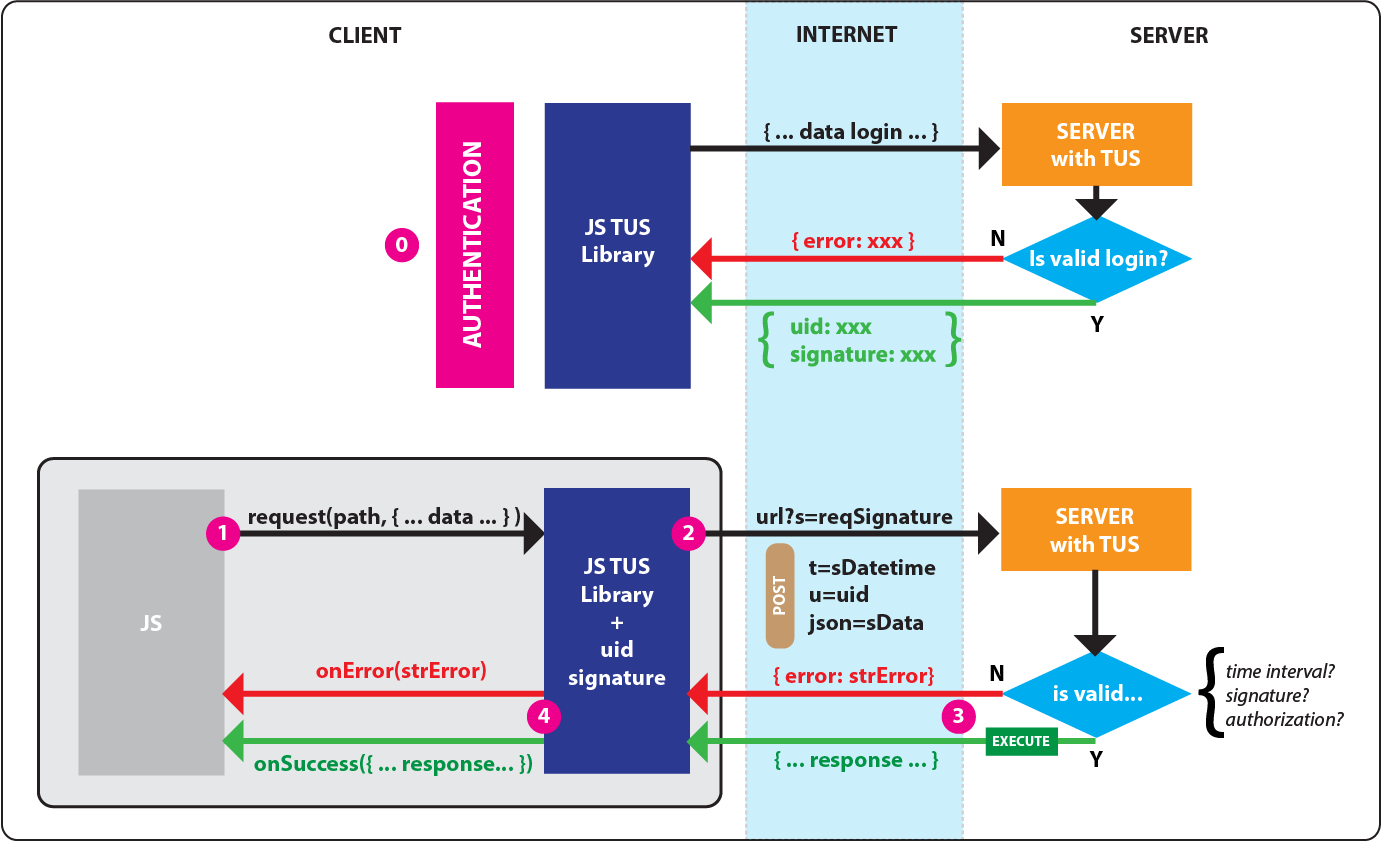 CLIENT
INTERNET
SERVER
0
AUTHENTICATION
JS TUS
Library
{ ... data login ... }
SERVER
with TUS
{ error: xxx }
N
Is valid login?
Y
{ uid: xxx
signature: xxx }
JS
1
request(path, { ... data ... } )
JS TUS
Library
+
uid
signature
2
url?s=reqSignature
POST
t=sDatetime
u=uid
json=sData
SERVER
with TUS
onError(strError)
{ error: strError}
N
is valid...
{ time interval?
signature?
authorization?
4
3
EXECUTE
onSuccess({ ... response... })
{ ... response ... }
Y